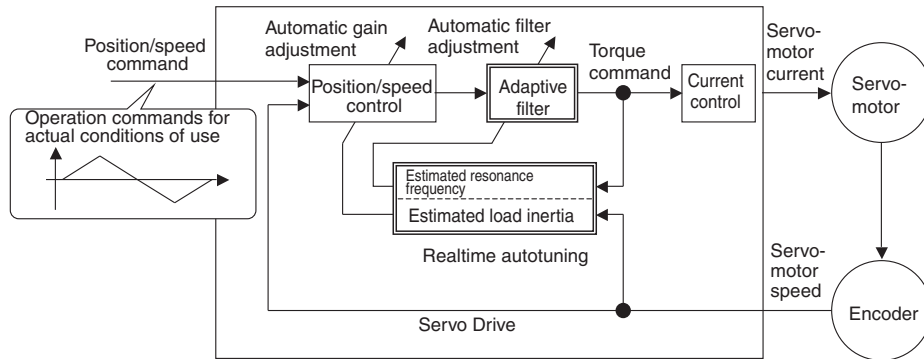 Automatic gain
adjustment
Automatic filter
adjustment
Position/speed
command
Torque
command
Servo-
motor
current
Position/speed
control
Adaptive
filter
Current
control
Servo-
motor
Operation commands for
actual conditions of use
Estimated resonance
frequency
Estimated load inertia
Realtime autotuning
Servo-
motor
speed
Encoder
Servo Drive